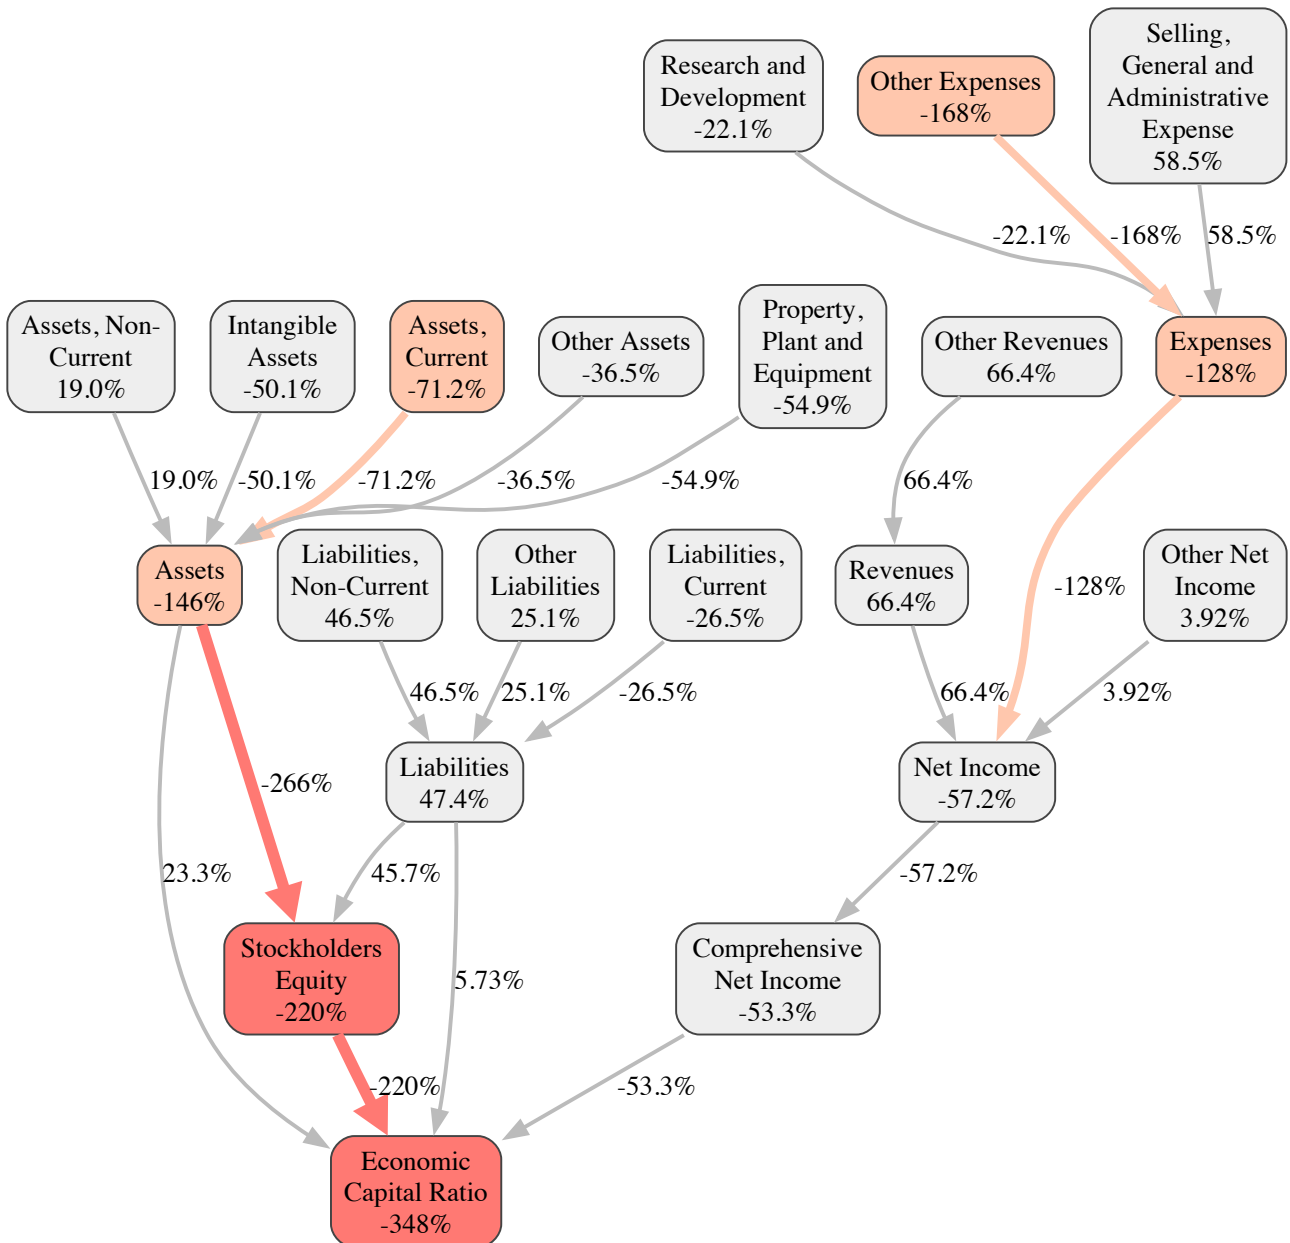 Research and
Development
-22.1%
Other Expenses
-168%
Selling,
General and
Administrative
Expense
58.5%
-22.1%
-168%
58.5%
Assets, Non-
Current
19.0%
Intangible
Assets
-50.1%
Assets,
Current
-71.2%
Other Assets
-36.5%
Property,
Plant and
Equipment
-54.9%
Other Revenues
66.4%
Expenses
-128%
19.0%
-50.1%
-71.2%
-36.5%
-54.9%
66.4%
Assets
-146%
Liabilities,
Non-Current
46.5%
Other
Liabilities
25.1%
Liabilities,
Current
-26.5%
Revenues
66.4%
-128%
Other Net
Income
3.92%
46.5%
25.1%
-26.5%
66.4%
3.92%
-266%
Liabilities
47.4%
Net Income
-57.2%
23.3%
45.7%
-57.2%
Stockholders
Equity
-220%
5.73%
Comprehensive
Net Income
-53.3%
-220%
-53.3%
Economic
Capital Ratio
-348%